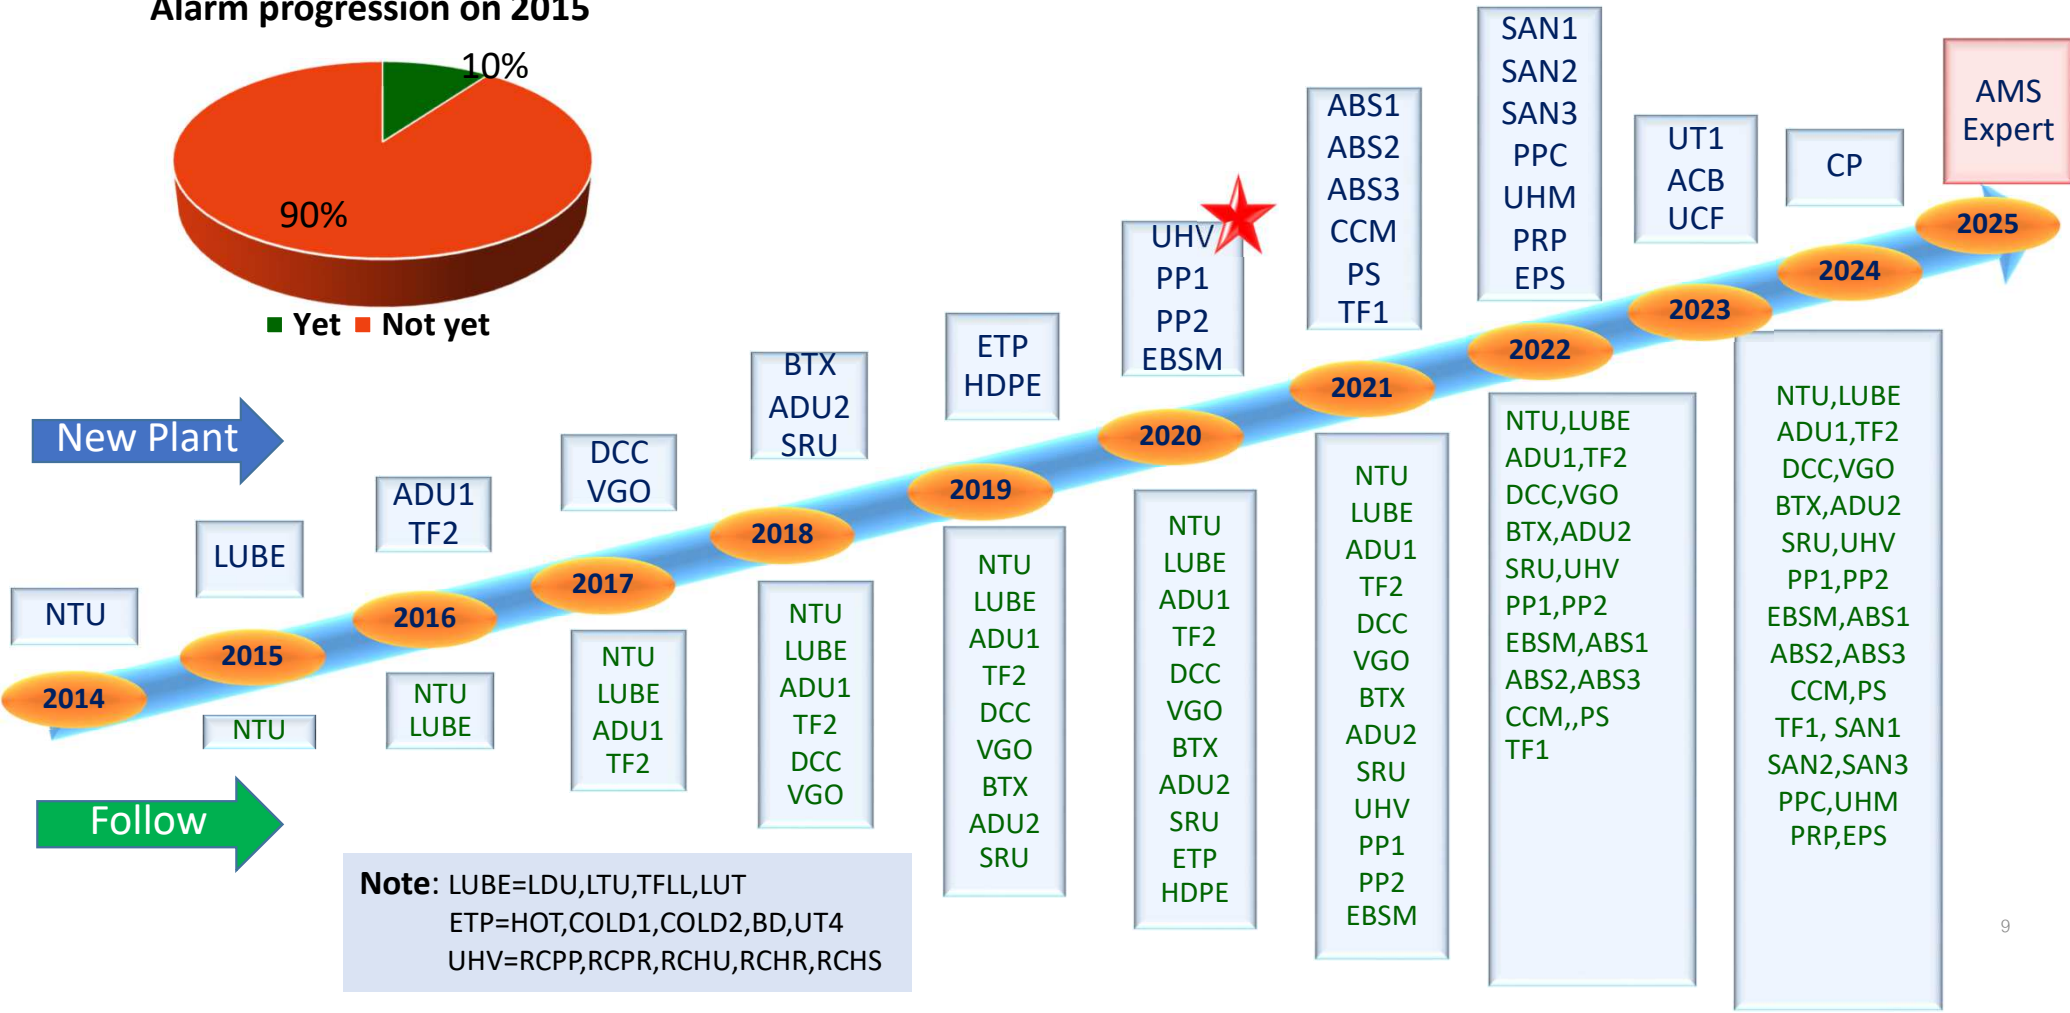 Alarm progression on 2015
10%
90%
Yet Not yet
New Plant
Follow
NTU
2014
LUBE
2015
NTU
ADU1
TF2
2016
NTU
LUBE
DCC
VGO
2017
NTU
LUBE
ADU1
TF2
BTX
ADU2
SRU
2018
NTU
LUBE
ADU1
TF2
DCC
VGO
ETP
HDPE
2019
NTU
LUBE
ADU1
TF2
DCC
VGO
BTX
ADU2
SRU
UHV
PP1
PP2
EBSM
2020
NTU
LUBE
ADU1
TF2
DCC
VGO
BTX
ADU2
SRU
ETP
HDPE
ABS1
ABS2
ABS3
CCM
PS
TF1
2021
NTU
LUBE
ADU1
TF2
DCC
VGO
BTX
ADU2
SRU
UHV
PP1
PP2
EBSM
SAN1
SAN2
SAN3
PPC
UHM
PRP
EPS
2022
NTU,LUBE
ADU1,TF2
DCC,VGO
BTX,ADU2
SRU,UHV
PP1,PP2
EBSM,ABS1
ABS2,ABS3
CCM,,PS
TF1
UT1
ACB
UCF
2023
NTU,LUBE
ADU1,TF2
DCC,VGO
BTX,ADU2
SRU,UHV
PP1,PP2
EBSM,ABS1
ABS2,ABS3
CCM,PS
TF1, SAN1
SAN2,SAN3
PPC,UHM
PRP,EPS
CP
2024
AMS
Expert
2025
Note: LUBE=LDU,LTU,TFLL,LUT
ETP=HOT,COLD1,COLD2,BD,UT4
UHV=RCPP,RCPR,RCHU,RCHR,RCHS
9